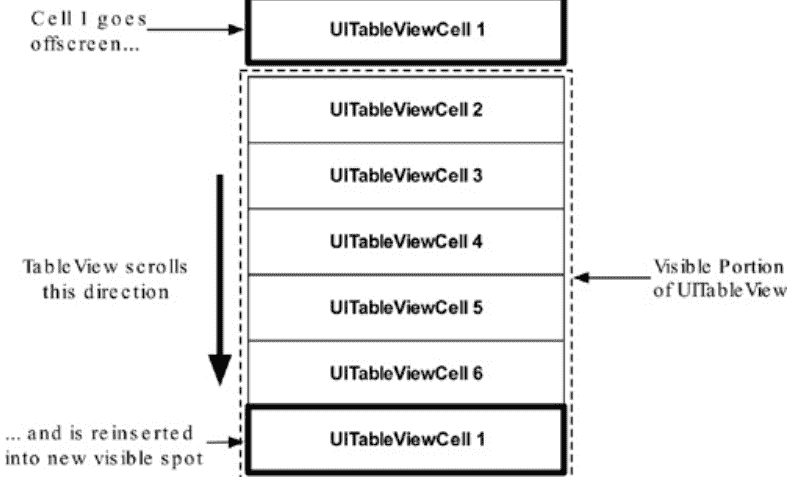 Cell 1 goes
offscreen...
UITableViewCell 1
UITableViewCell 2
UITableViewCell 3
UITableViewCell 4
TableView scrolls
this direction
Visible Portion
of UITableView
UITableViewCell 5
UITableViewCell 6
... and is reinserted
into new visible spot
UITableViewCell 1